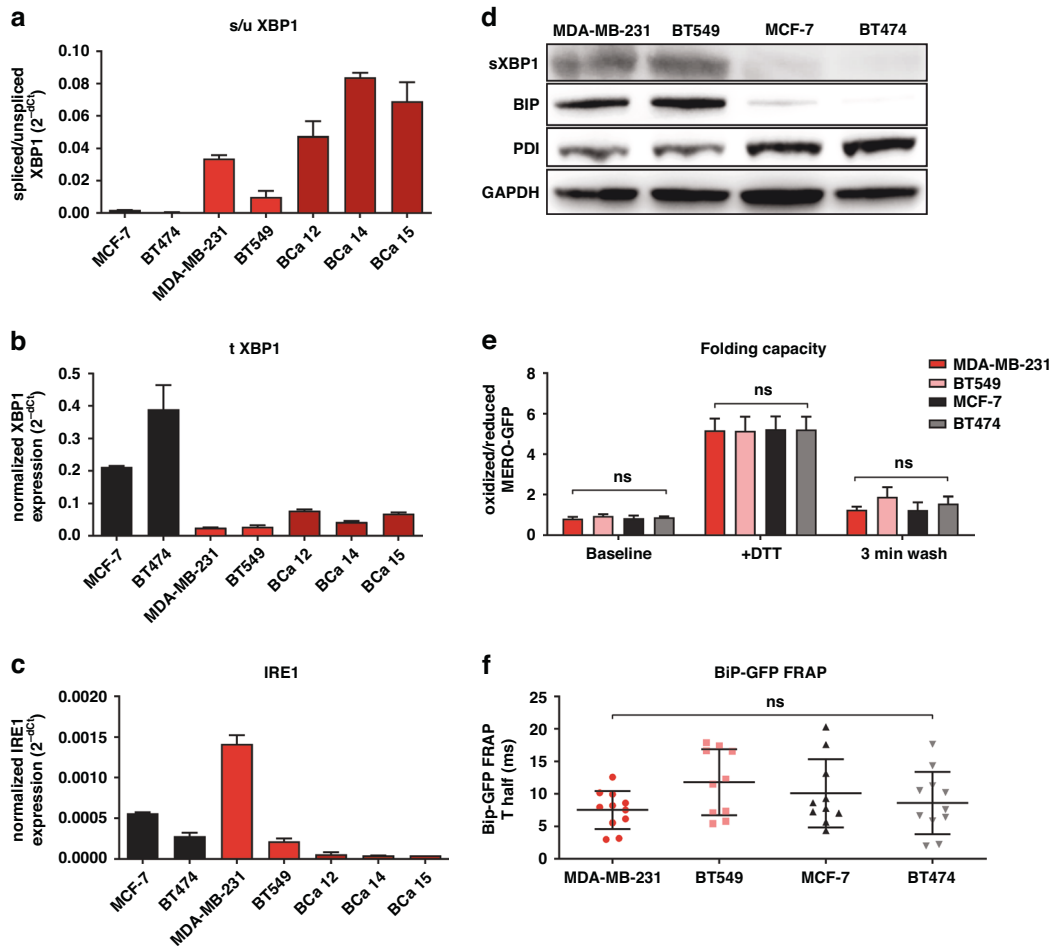 a
s/u XBP1
spliced/unspliced
XBP1 (2⁻ᵈᶜᵗ)
0.10
0.08
0.06
0.04
0.02
0.00
MCF-7
BT474
MDA-MB-231
BT549
BCa 12
BCa 14
BCa 15
b
t XBP1
normalized XBP1
expression (2⁻ᵈᶜᵗ)
0.5
0.4
0.3
0.2
0.1
0.0
MCF-7
BT474
MDA-MB-231
BT549
BCa 12
BCa 14
BCa 15
c
IRE1
normalized IRE1
expression (2⁻ᵈᶜᵗ)
0.0020
0.0015
0.0010
0.0005
0.0000
MCF-7
BT474
MDA-MB-231
BT549
BCa 12
BCa 14
BCa 15
d
MDA-MB-231 BT549 MCF-7 BT474
sXBP1
BIP
PDI
GAPDH
e
Folding capacity
oxidized/reduced
MERO-GFP
8
6
4
2
0
ns
ns
ns
Baseline +DTT 3 min wash
MDA-MB-231
BT549
MCF-7
BT474
f
BiP-GFP FRAP
Bip-GFP FRAP
T half (ms)
25
20
15
10
5
0
ns
MDA-MB-231 BT549 MCF-7 BT474